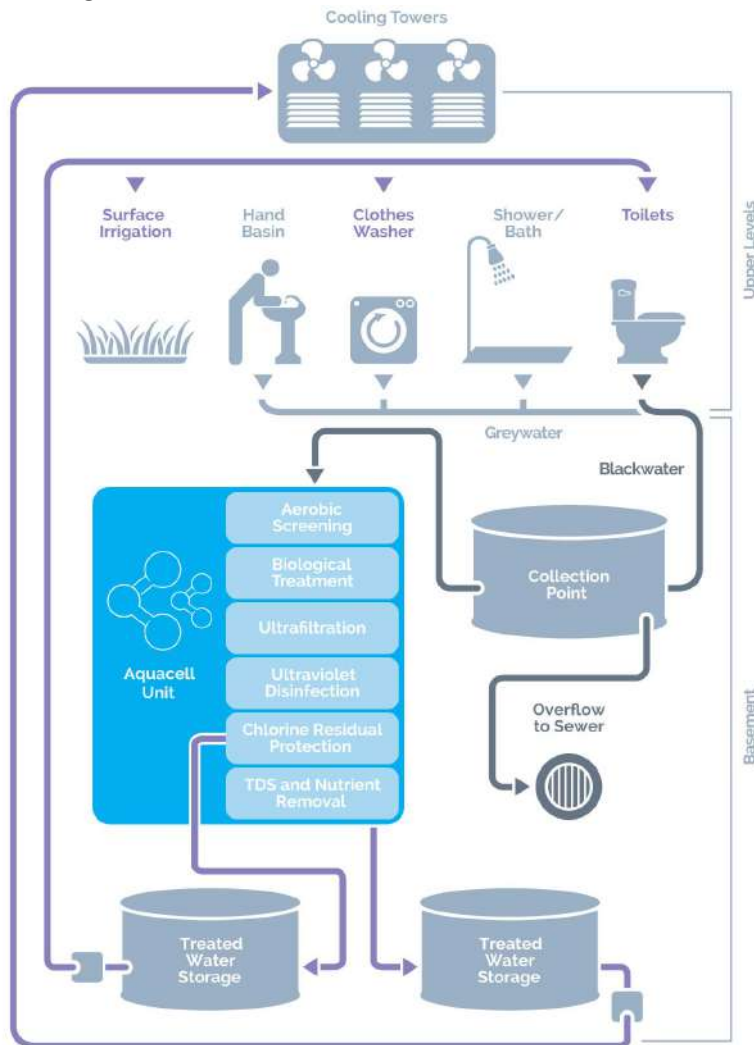 Cooling Towers
Surface
Irrigation
Hand
Basin
Clothes
Washer
Shower/
Bath
Toilets
Upper Levels
Greywater
Blackwater
Aerobic
Screening
Biological
Treatment
Ultrafiltration
Ultraviolet
Disinfection
Chlorine Residual
Protection
TDS and Nutrient
Removal
Aquacell
Unit
Collection
Point
Overflow
to Sewer
Basement
Treated
Water
Storage
Treated
Water
Storage